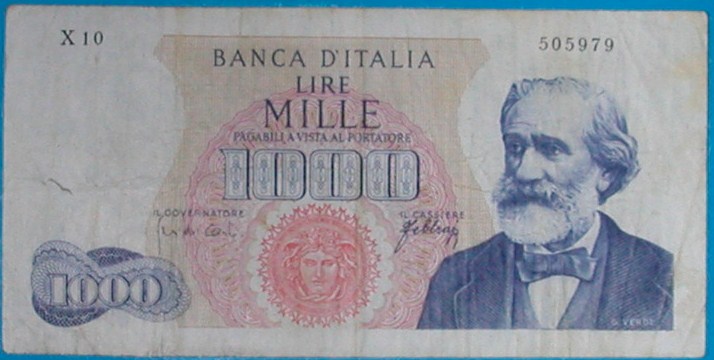 X 10
505979
BANCA D'ITALIA
LIRE
MILLE
PAGABILI A VISTA AL PORTATORE
1000
IL GOVERNATORE
IL CASSIERE
1000
G. VERDI